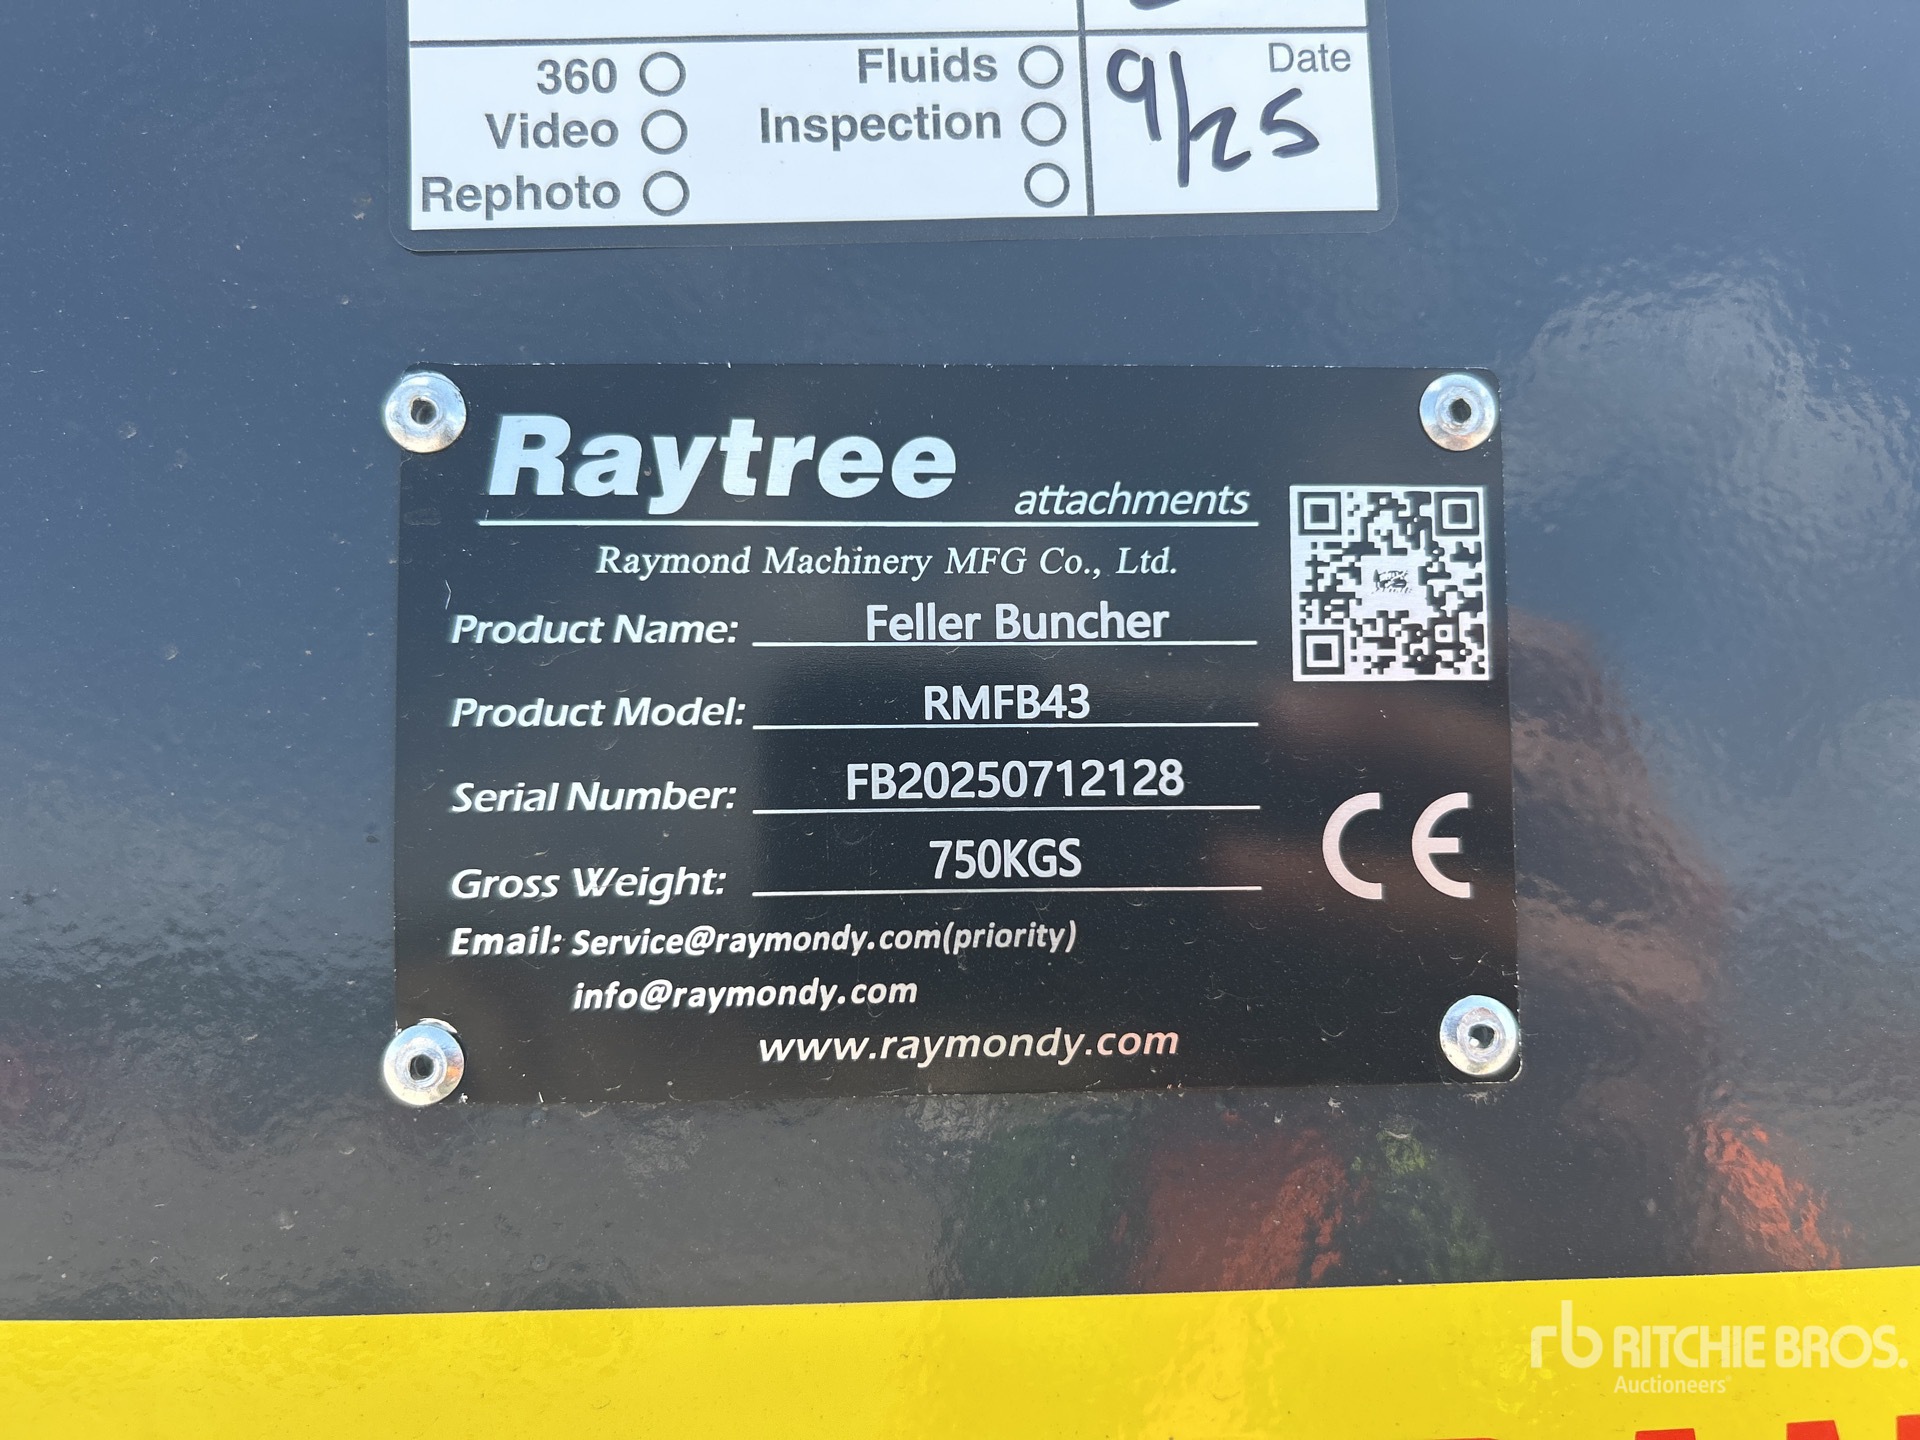 360
Video
Rephoto
Fluids
Inspection
Date
9/25
Raytree
attachments
Raymond Machinery MFG Co., Ltd.
Product Name: Feller Buncher
Product Model: RMFB43
Serial Number: FB20250712128
Gross Weight: 750KGS
CE
Email: Service@raymondy.com(priority)
info@raymondy.com
www.raymondy.com
rb RITCHIE BROS.
Auctioneers